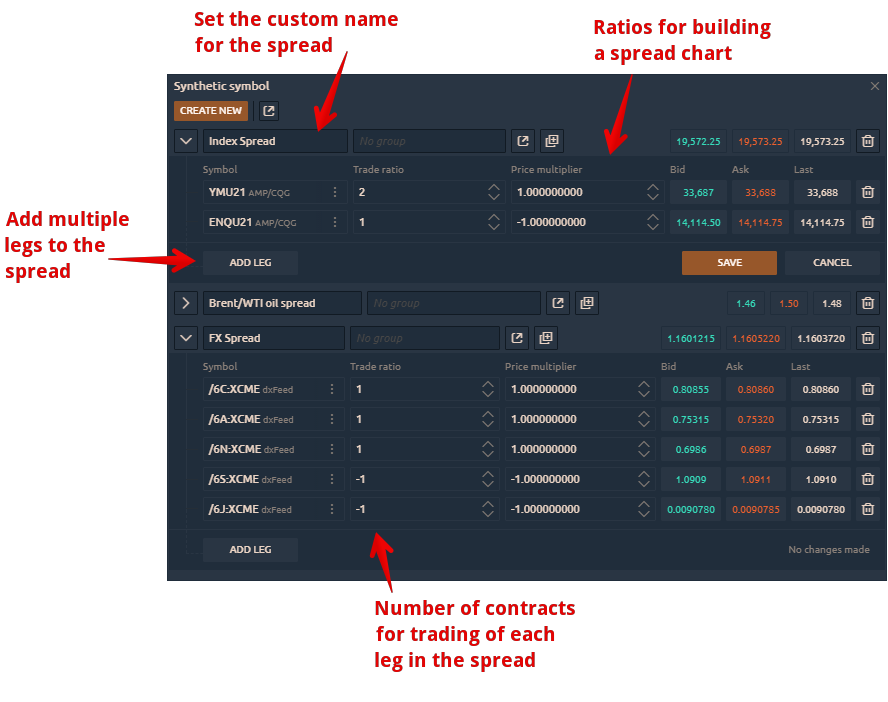 Set the custom name
for the spread
Ratios for building
a spread chart
Synthetic symbol
CREATE NEW
Index Spread No group 19,572.25 19,573.25 19,573.25
Symbol Trade ratio Price multiplier Bid Ask Last
YMU21 AMP/CQG 2 1.000000000 33,687 33,688 33,688
ENQU21 AMP/CQG 1 -1.000000000 14,114.50 14,114.75 14,114.75
Add multiple
legs to the
spread
ADD LEG SAVE CANCEL
Brent/WTI oil spread No group 1.46 1.50 1.48
FX Spread No group 1.1601215 1.1605220 1.1603720
Symbol Trade ratio Price multiplier Bid Ask Last
/6C:XCME dxFeed 1 1.000000000 0.80855 0.80860 0.80860
/6A:XCME dxFeed 1 1.000000000 0.75315 0.75320 0.75315
/6N:XCME dxFeed 1 1.000000000 0.6986 0.6987 0.6987
/6S:XCME dxFeed -1 -1.000000000 1.0909 1.0911 1.0910
/6J:XCME dxFeed -1 -1.000000000 0.0090780 0.0090785 0.0090780
ADD LEG No changes made
Number of contracts
for trading of each
leg in the spread